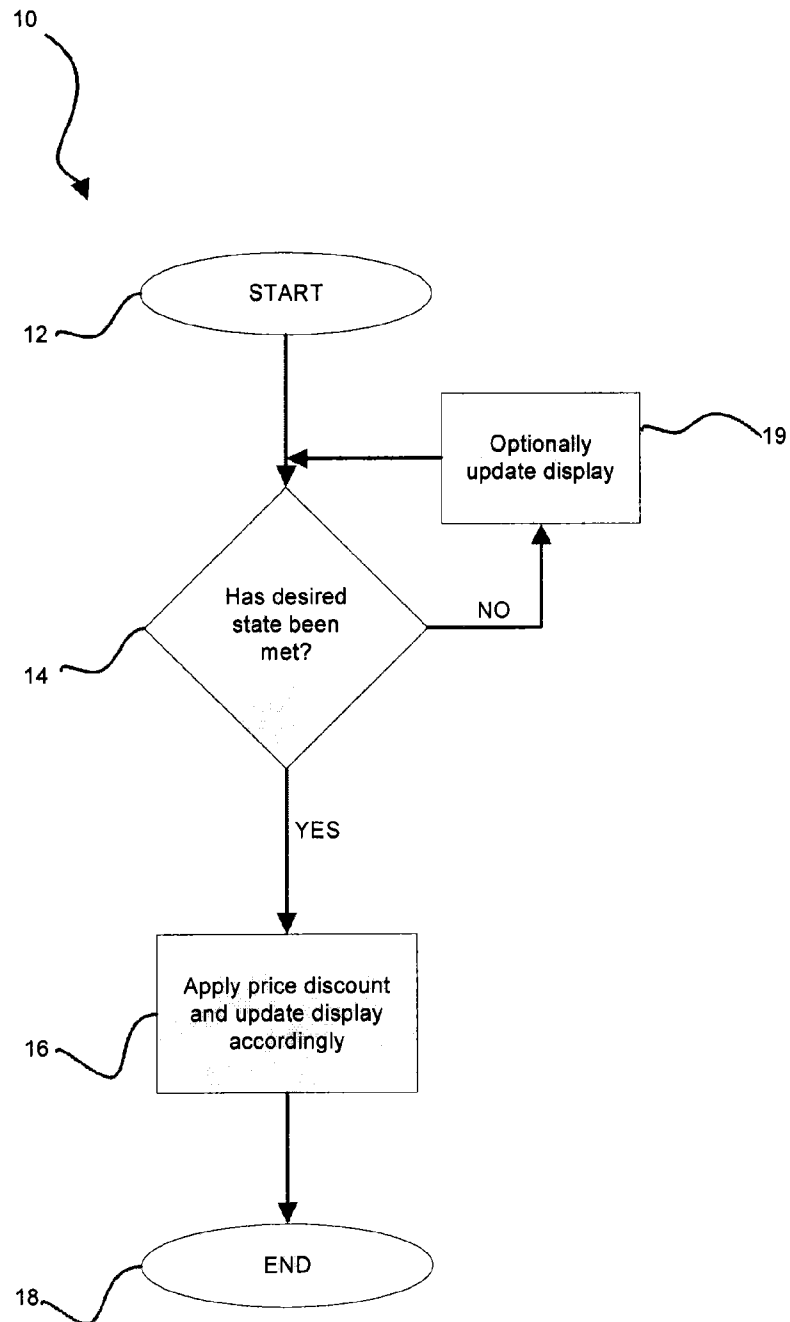 10
START
12
Optionally
update display
19
Has desired
state been
met?
NO
14
YES
Apply price discount
and update display
accordingly
16
END
18